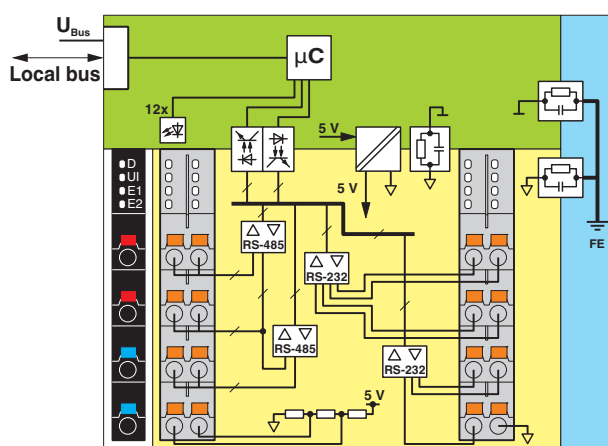 U Bus
Local bus
µC
12x
5 V
5 V
D
UI
E1
E2
RS-485
RS-232
FE
RS-485
RS-232
5 V